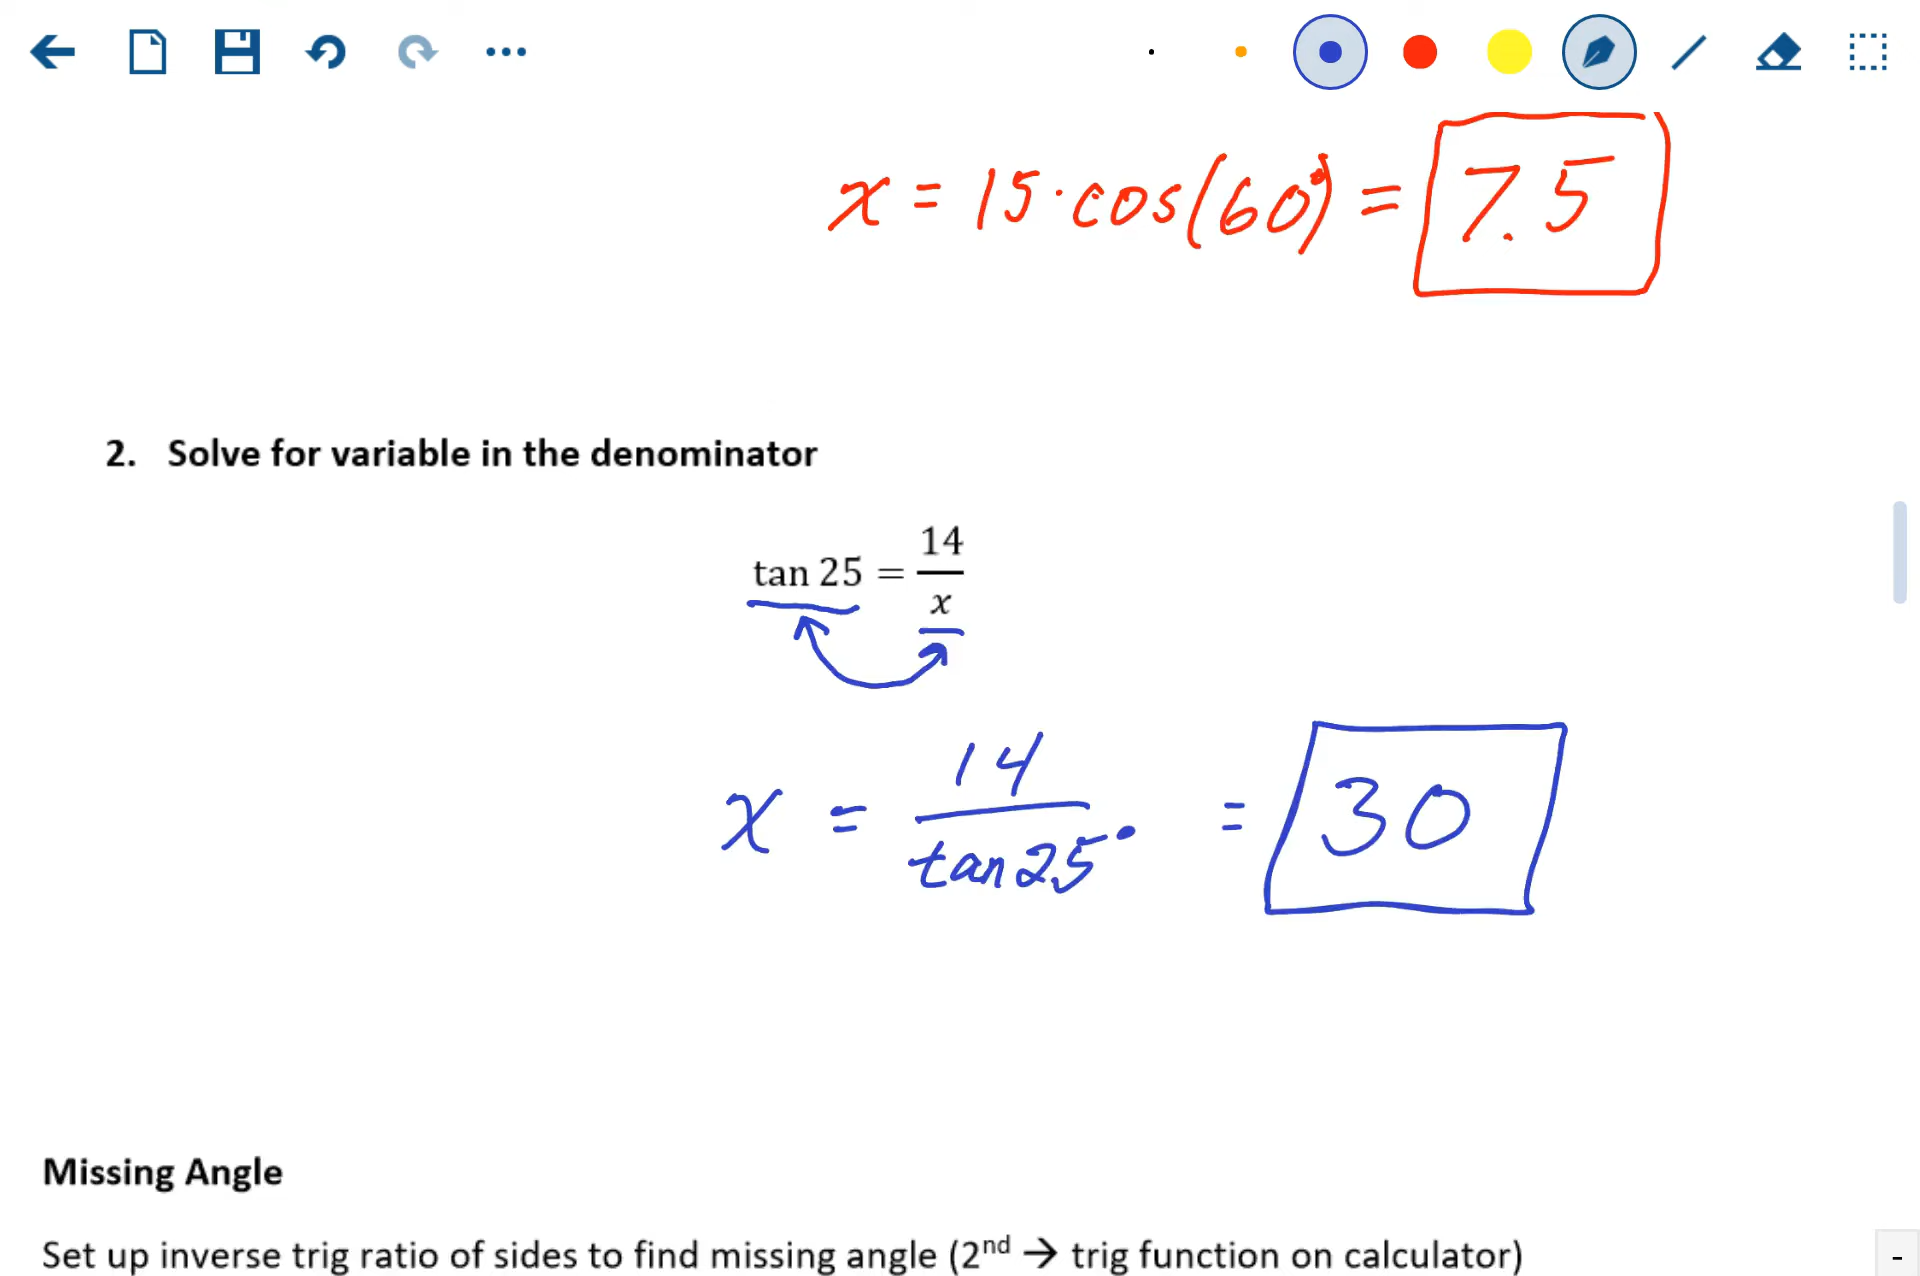 x = 15·cos(60°) = 7.5
2. Solve for variable in the denominator
tan 25 = 14/x
x = 14/tan25° = 30
Missing Angle
Set up inverse trig ratio of sides to find missing angle (2nd → trig function on calculator)